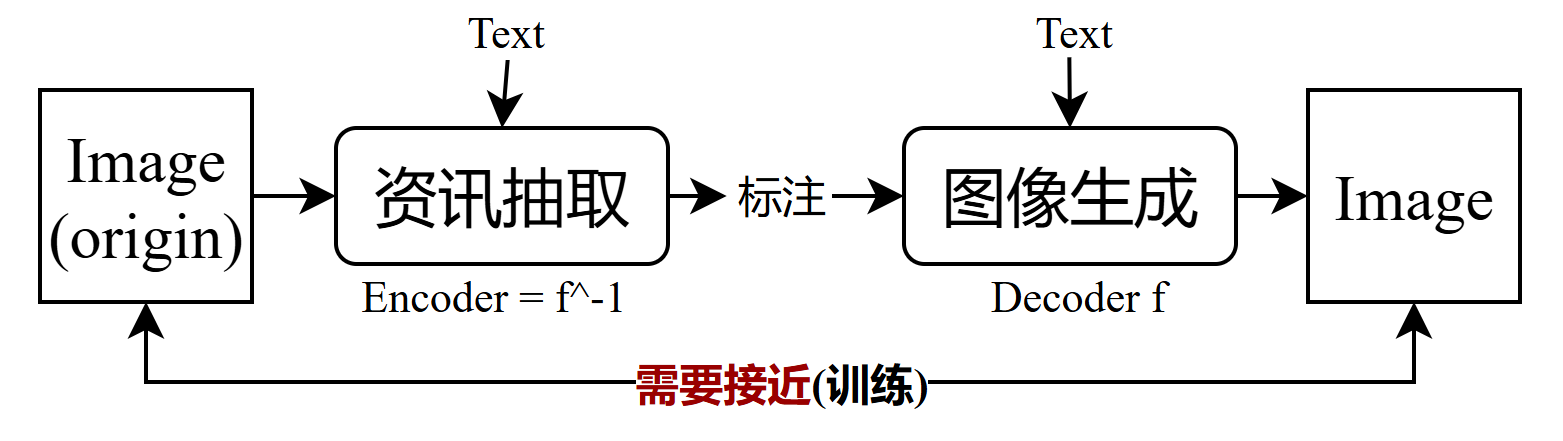 Text
Text
Image
(origin)
资讯抽取
标注
图像生成
Image
Encoder = f^-1
Decoder f
需要接近(训练)